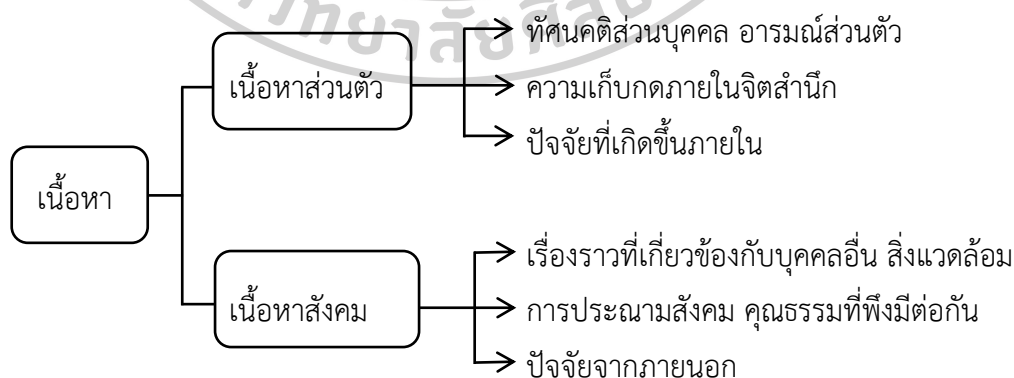 ทัศนคติส่วนบุคคล อารมณ์ส่วนตัว
เนื้อหาส่วนตัว
ความเก็บกดภายในจิตสำนึก
ปัจจัยที่เกิดขึ้นภายใน
เนื้อหา
เรื่องราวที่เกี่ยวข้องกับบุคคลอื่น สิ่งแวดล้อม
เนื้อหาสังคม
การประณามสังคม คุณธรรมที่พึงมีต่อกัน
ปัจจัยจากภายนอก